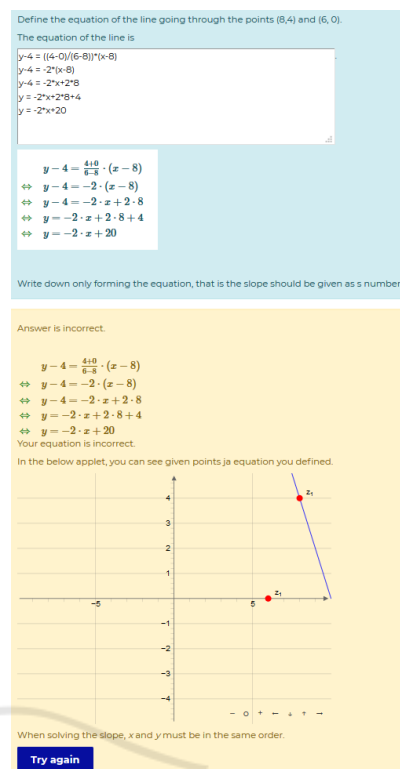 Define the equation of the line going through the points (8,4) and (6, 0).
The equation of the line is
y-4 = ((4-0)/(6-8))*(x-8)
y-4 = -2*(x-8)
y-4 = -2*x+2*8
y = -2*x+2*8+4
y = -2*x+20
y − 4 = 4+0/6−8 · (x − 8)
⇔ y − 4 = −2 · (x − 8)
⇔ y − 4 = −2 · x + 2 · 8
⇔ y = −2 · x + 2 · 8 + 4
⇔ y = −2 · x + 20
Write down only forming the equation, that is the slope should be given as s number
Answer is incorrect.
y − 4 = 4+0/6−8 · (x − 8)
⇔ y − 4 = −2 · (x − 8)
⇔ y − 4 = −2 · x + 2 · 8
⇔ y = −2 · x + 2 · 8 + 4
⇔ y = −2 · x + 20
Your equation is incorrect.
In the below applet, you can see given points ja equation you defined.
z₁
4
3
2
1
z₁
−5
5
−1
−2
−3
−4
− o + ← ↓ ↑ →
When solving the slope, x and y must be in the same order.
Try again